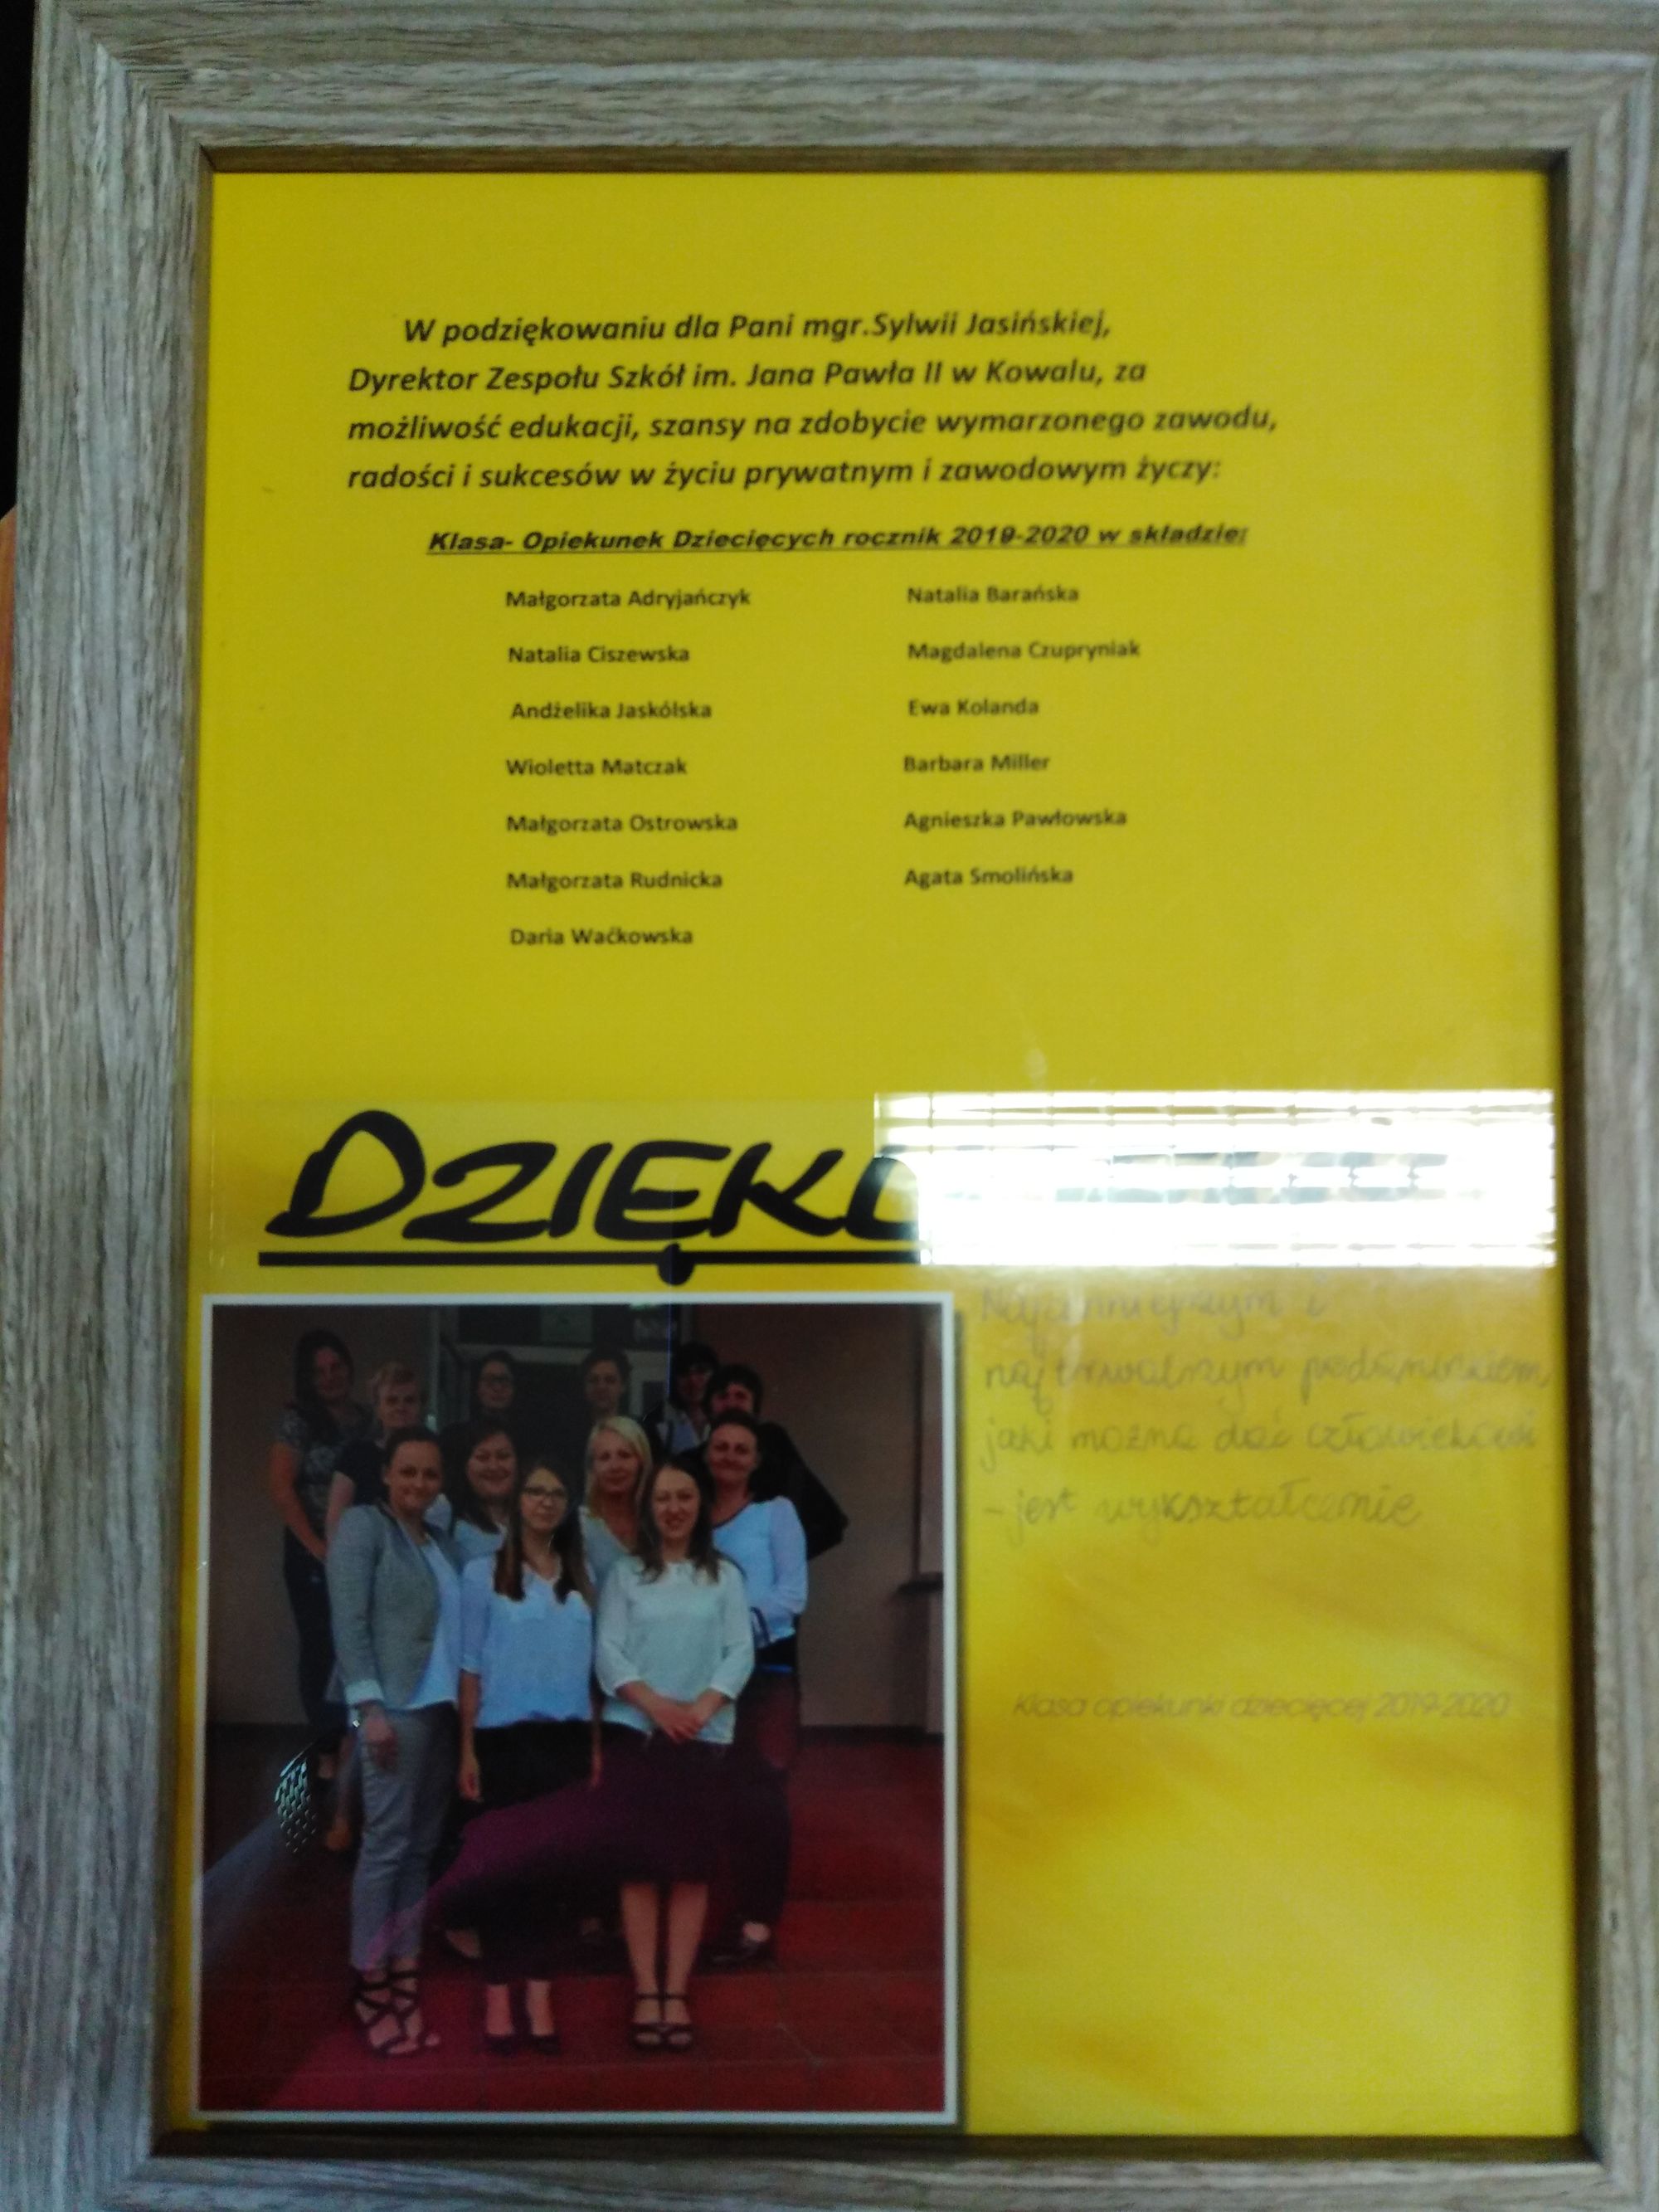 W podziękowaniu dla Pani mgr.Sylwii Jasińskiej,
Dyrektor Zespołu Szkół im. Jana Pawła II w Kowalu, za
możliwość edukacji, szansy na zdobycie wymarzonego zawodu,
radości i sukcesów w życiu prywatnym i zawodowym życzy:
Klasa- Opiekunek Dziecięcych rocznik 2019-2020 w składzie:
Małgorzata Adryjańczyk Natalia Barańska
Natalia Ciszewska Magdalena Czupryniak
Andżelika Jaskólska Ewa Kolanda
Wioletta Matczak Barbara Miller
Małgorzata Ostrowska Agnieszka Pawłowska
Małgorzata Rudnicka Agata Smolińska
Daria Waćkowska
najtrwalszym
jaki można dać człowiekowi
- jest wykształcenie
Klasa opiekunki dziecięcej 2019-2020